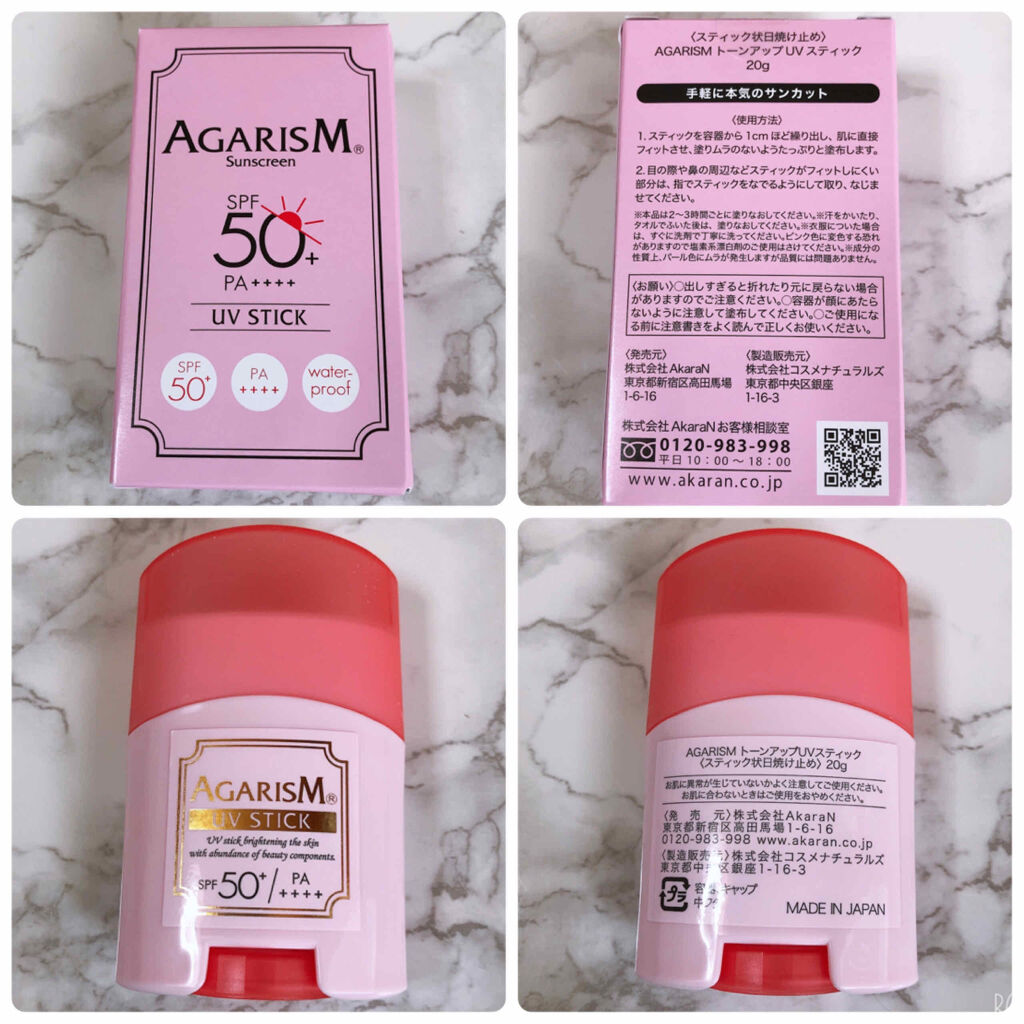 AGARISM®
Sunscreen
SPF
50+
PA++++
UV STICK
SPF
50+
PA
++++
water-
proof
〈スティック状日焼け止め〉
AGARISM トーンアップ UV スティック
20g
手軽に本気のサンカット
〈使用方法〉
1. スティックを容器から1cmほど繰り出し、肌に直接
フィットさせ、塗りムラのないようたっぷりと塗布します。
2. 目の際や鼻の周辺などスティックがフィットしにくい
部分は、指でスティックをなでるようにして取り、なじま
せてください。
※本品は2〜3時間ごとに塗りなおしてください。※汗をかいたり、
タオルでふいた後は、塗りなおしてください。※衣服についた場合
は、すぐに洗剤で丁寧に洗ってください。ピンク色に変色する恐れ
がありますので塩素系漂白剤のご使用はさけてください。※成分の
性質上、パール色にムラが発生しますが品質には問題ありません。
〈お願い〉○出しすぎると折れたり元に戻らない場合
がありますのでご注意ください。○容器が顔にあたら
ないように注意して塗布してください。○ご使用にな
る前に注意書きをよく読んで正しくお使いください。
〈発売元〉
株式会社 AkaraN
東京都新宿区高田馬場
1-6-16
〈製造販売元〉
株式会社コスメナチュラルズ
東京都中央区銀座
1-16-3
株式会社 AkaraN お客様相談室
0120-983-998
平日 10：00〜18：00
www.akaran.co.jp
AGARISM®
UV STICK
UV stick brightening the skin
with abundance of beauty components.
SPF 50+/PA
++++
AGARISM トーンアップUVスティック
〈スティック状日焼け止め〉20g
お肌に異常が生じていないかよく注意してご使用ください。
お肌に合わないときはご使用をおやめください。
〈発 売 元〉株式会社AkaraN
東京都新宿区高田馬場1-6-16
0120-983-998 www.akaran.co.jp
〈製造販売元〉株式会社コスメナチュラルズ
東京都中央区銀座1-16-3
プラ
容器、キャップ
MADE IN JAPAN